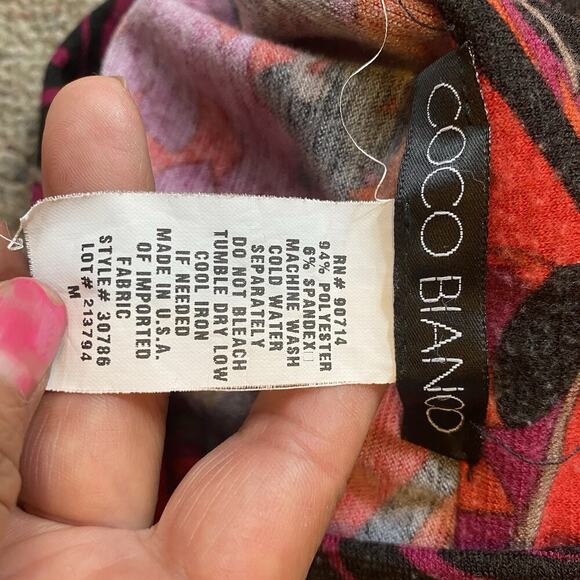 COCO BIANCO
RN# 90714
94% POLYESTER
6% SPANDEX
MACHINE WASH
COLD WATER
SEPARATELY
DO NOT BLEACH
TUMBLE DRY LOW
COOL IRON
IF NEEDED
MADE IN U.S.A.
OF IMPORTED
FABRIC
STYLE# 30786
LOT# 213794
M